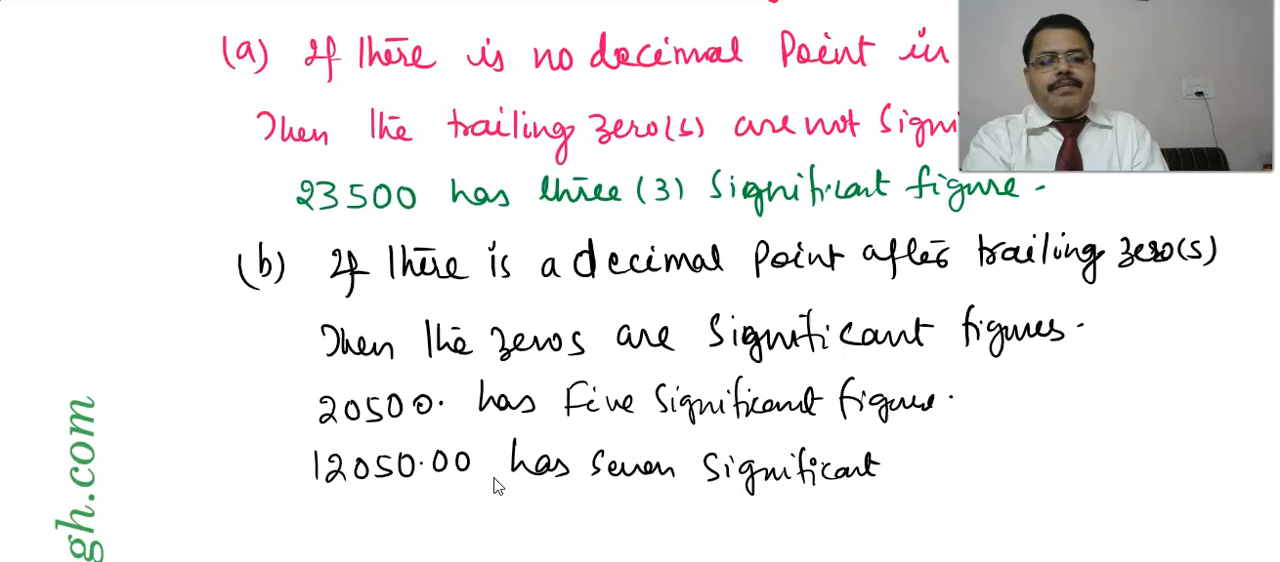 (a) If there is no decimal Point in
Then the trailing zero(s) are not Signi
23500 has three (3) Significant figure.
(b) If there is a decimal point after trailing zero(s)
Then the zeros are Significant figures.
20500. has Five Significant figure.
12050.00 has Seven Significant
gh.com